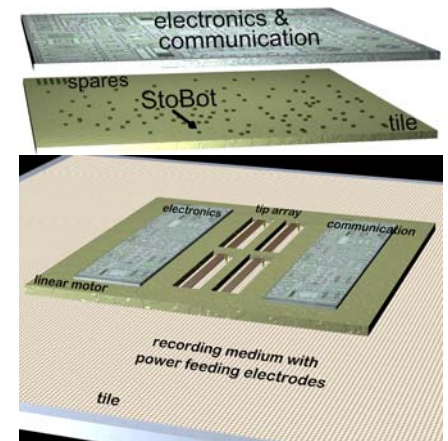 electronics &
communication
spares
StoBot
tile
electronics
tip array
communication
linear motor
recording medium with
power feeding electrodes
tile